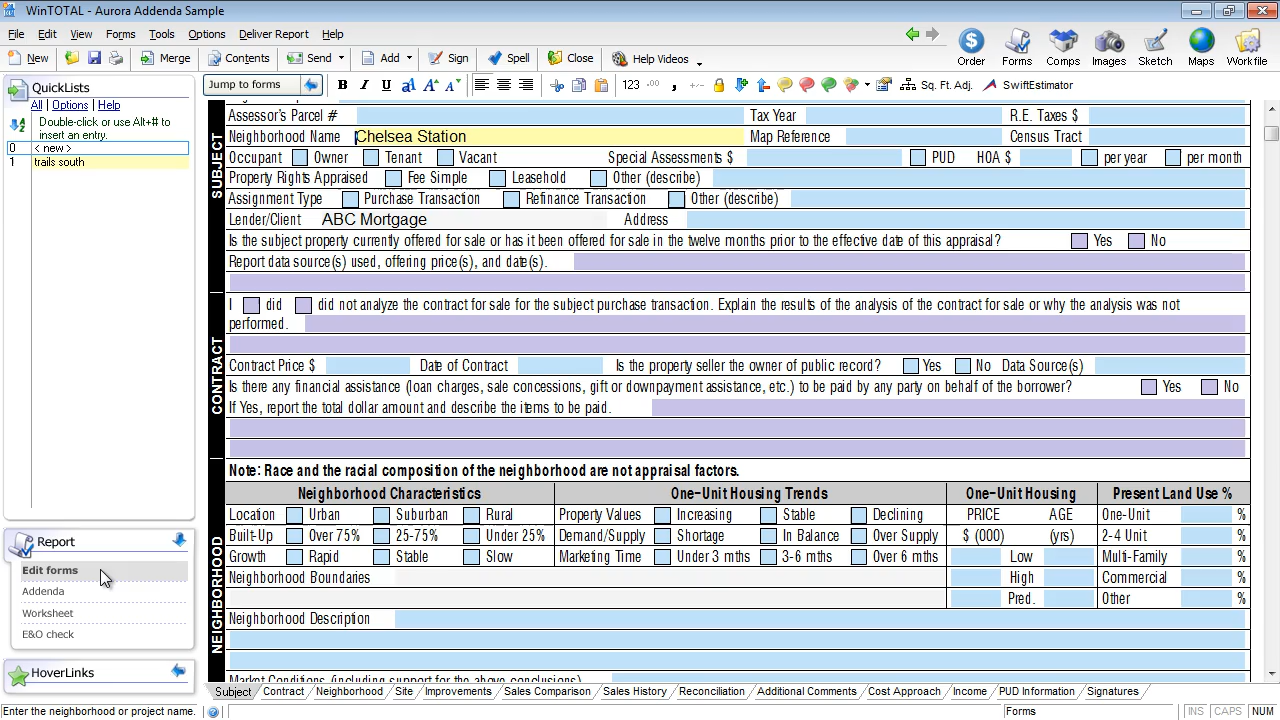 WinTOTAL - Aurora Addenda Sample
File Edit View Forms Tools Options Deliver Report Help
New Merge Contents Send Add Sign Spell Close Help Videos
Order Forms Comps Images Sketch Maps Workfile
Jump to forms B I U A A A 123 .00 , Sq. Ft. Adj. SwiftEstimator
QuickLists
All | Options | Help
Double-click or use Alt+# to
insert an entry.
0 < new >
1 trails south
Report
Edit forms
Addenda
Worksheet
E&O check
HoverLinks
SUBJECT
Assessor's Parcel # Tax Year R.E. Taxes $
Neighborhood Name Chelsea Station Map Reference Census Tract
Occupant Owner Tenant Vacant Special Assessments $ PUD HOA $ per year per month
Property Rights Appraised Fee Simple Leasehold Other (describe)
Assignment Type Purchase Transaction Refinance Transaction Other (describe)
Lender/Client ABC Mortgage Address
Is the subject property currently offered for sale or has it been offered for sale in the twelve months prior to the effective date of this appraisal? Yes No
Report data source(s) used, offering price(s), and date(s).
CONTRACT
I did did not analyze the contract for sale for the subject purchase transaction. Explain the results of the analysis of the contract for sale or why the analysis was not
performed.
Contract Price $ Date of Contract Is the property seller the owner of public record? Yes No Data Source(s)
Is there any financial assistance (loan charges, sale concessions, gift or downpayment assistance, etc.) to be paid by any party on behalf of the borrower? Yes No
If Yes, report the total dollar amount and describe the items to be paid.
NEIGHBORHOOD
Note: Race and the racial composition of the neighborhood are not appraisal factors.
Neighborhood Characteristics One-Unit Housing Trends One-Unit Housing Present Land Use %
Location Urban Suburban Rural Property Values Increasing Stable Declining PRICE AGE One-Unit %
Built-Up Over 75% 25-75% Under 25% Demand/Supply Shortage In Balance Over Supply $ (000) (yrs) 2-4 Unit %
Growth Rapid Stable Slow Marketing Time Under 3 mths 3-6 mths Over 6 mths Low Multi-Family %
Neighborhood Boundaries High Commercial %
Pred. Other %
Neighborhood Description
Market Conditions (including support for the above conclusions)
Subject Contract Neighborhood Site Improvements Sales Comparison Sales History Reconciliation Additional Comments Cost Approach Income PUD Information Signatures
Enter the neighborhood or project name. Forms INS CAPS NUM